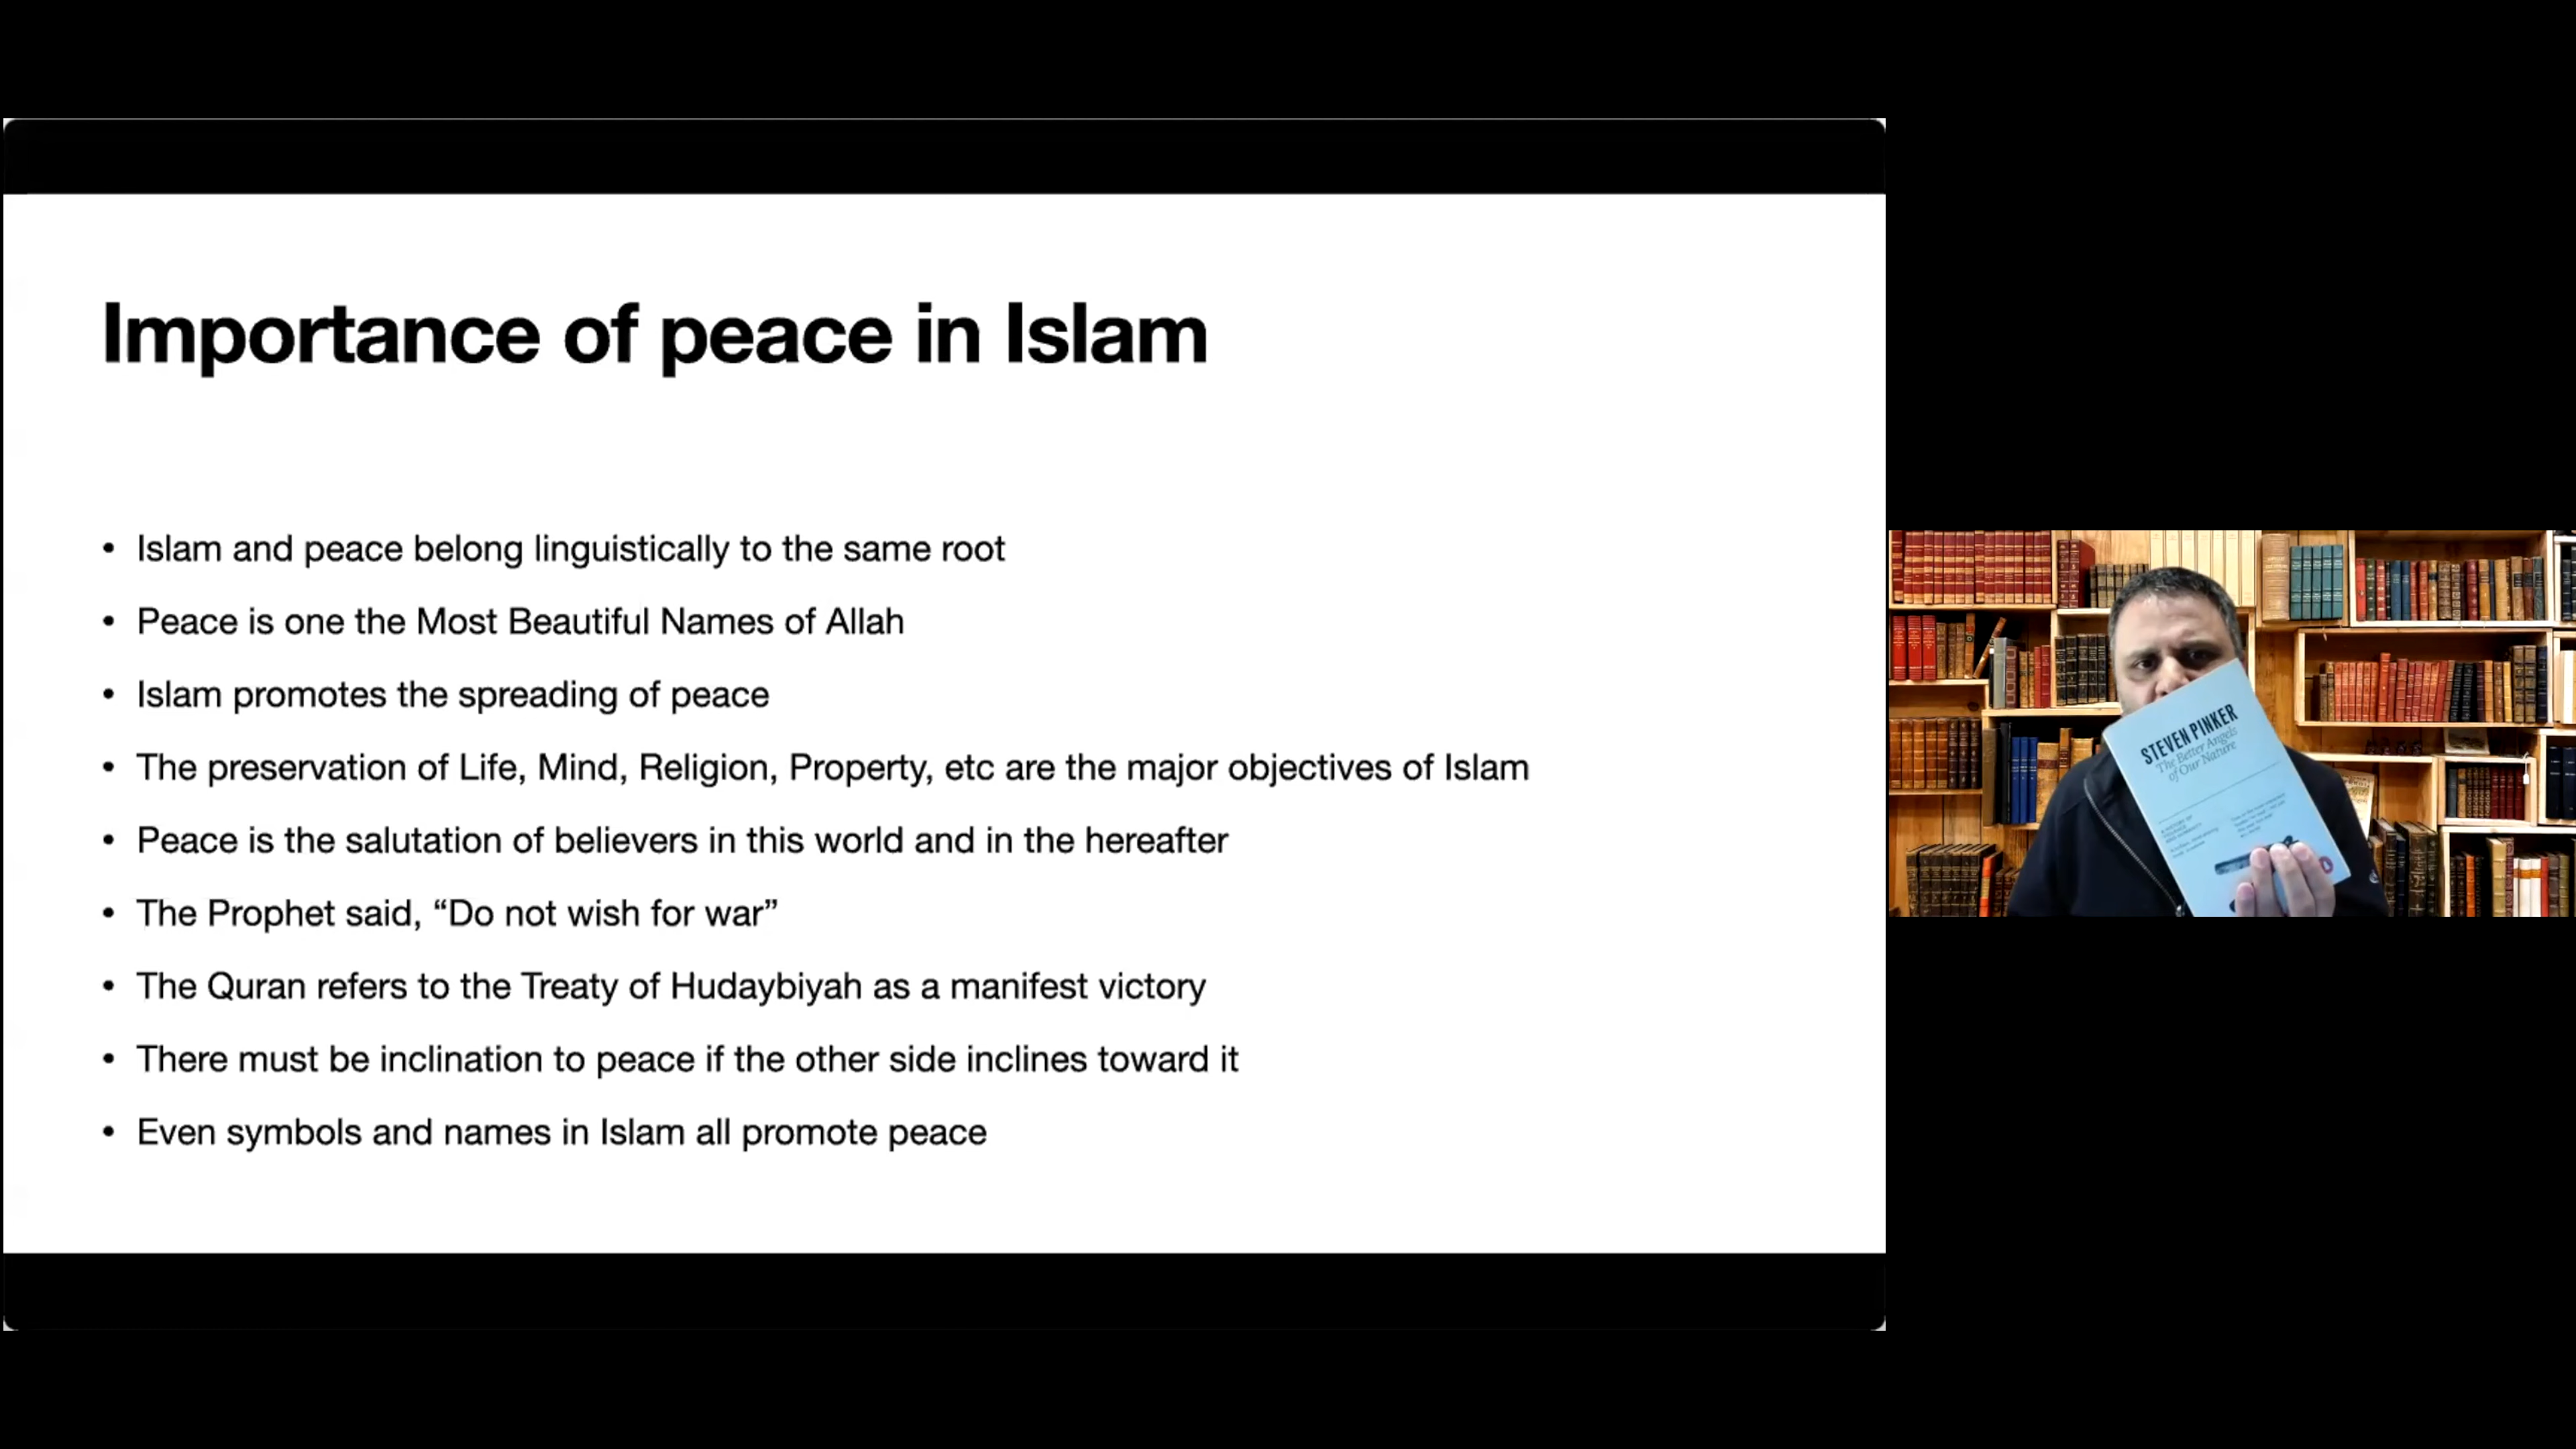 Importance of peace in Islam
• Islam and peace belong linguistically to the same root
• Peace is one the Most Beautiful Names of Allah
• Islam promotes the spreading of peace
• The preservation of Life, Mind, Religion, Property, etc are the major objectives of Islam
• Peace is the salutation of believers in this world and in the hereafter
• The Prophet said, “Do not wish for war”
• The Quran refers to the Treaty of Hudaybiyah as a manifest victory
• There must be inclination to peace if the other side inclines toward it
• Even symbols and names in Islam all promote peace
STEVEN PINKER
The Better Angels
of Our Nature